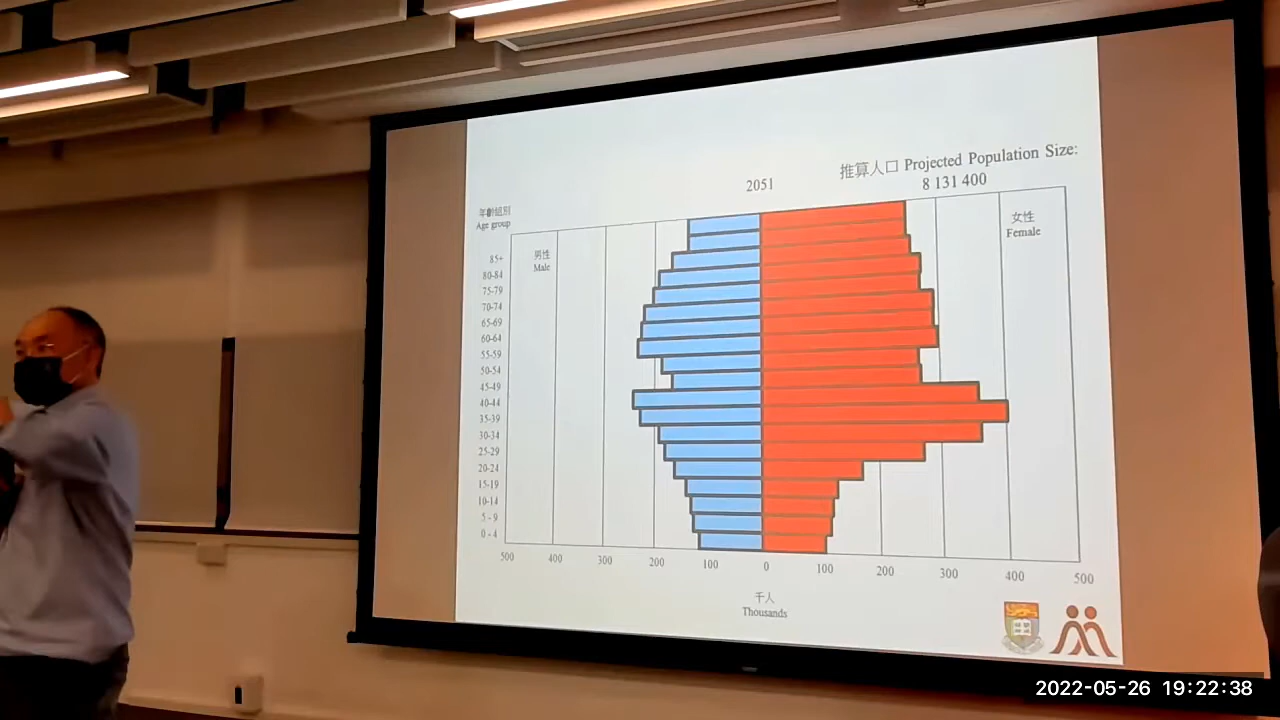 2051
推算人口 Projected Population Size:
8 131 400
年齡組別
Age group
男性
Male
女性
Female
85+
80-84
75-79
70-74
65-69
60-64
55-59
50-54
45-49
40-44
35-39
30-34
25-29
20-24
15-19
10-14
5 - 9
0 - 4
500 400 300 200 100 0 100 200 300 400 500
千人
Thousands
2022-05-26 19:22:38